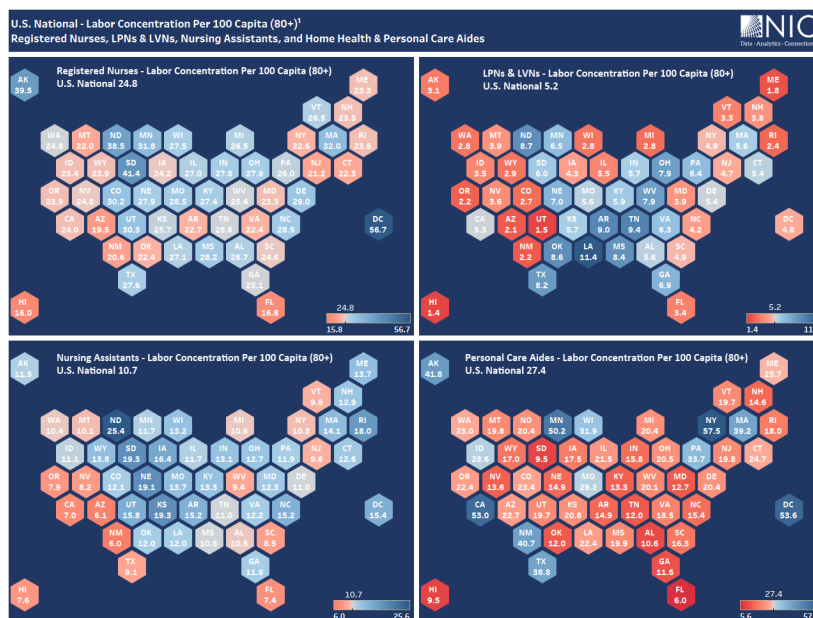 U.S. National - Labor Concentration Per 100 Capita (80+)¹
Registered Nurses, LPNs & LVNs, Nursing Assistants, and Home Health & Personal Care Aides
NIC
Data · Analytics · Connection
Registered Nurses - Labor Concentration Per 100 Capita (80+)
U.S. National 24.8
AK ME
39.5 23.3
VT NH
26.5 23.5
WA MT ND MN WI MI NY MA RI
24.8 22.0 38.5 31.8 27.5 26.5 22.6 32.0 23.5
ID WY SD IA IL IN OH PA NJ CT
23.4 23.9 41.4 24.2 27.0 27.8 27.9 26.0 21.2 22.3
OR NV CO NE MO KY WV MD DE
23.9 24.8 30.2 27.9 28.5 27.4 25.4 23.3 29.0
CA AZ UT KS AR TN VA NC DC
24.0 19.5 30.3 25.7 22.7 25.6 22.4 28.5 56.7
NM OK LA MS AL SC
20.6 22.4 27.1 28.2 26.7 24.6
TX GA
27.6 25.1
HI FL
16.0 16.8
24.8
15.8 56.7
LPNs & LVNs - Labor Concentration Per 100 Capita (80+)
U.S. National 5.2
AK ME
3.1 1.8
VT NH
3.3 3.8
WA MT ND MN WI MI NY MA RI
2.8 3.9 8.7 6.5 2.8 2.8 4.9 5.6 2.4
ID WY SD IA IL IN OH PA NJ CT
3.5 2.9 6.0 4.3 3.5 5.7 7.9 6.4 4.7 5.4
OR NV CO NE MO KY WV MD DE
2.2 3.6 2.7 7.0 5.6 5.9 7.9 3.9 5.4
CA AZ UT KS AR TN VA NC DC
5.3 2.1 1.5 5.7 9.0 9.4 6.3 4.2 4.8
NM OK LA MS AL SC
2.2 8.6 11.4 8.4 5.6 4.9
TX GA
8.2 6.9
HI FL
1.4 3.4
5.2
1.4 11
Nursing Assistants - Labor Concentration Per 100 Capita (80+)
U.S. National 10.7
AK ME
11.5 13.7
VT NH
9.6 12.9
WA MT ND MN WI MI NY MA RI
10.4 10.1 25.4 11.7 13.2 10.6 10.3 14.1 18.0
ID WY SD IA IL IN OH PA NJ CT
11.1 13.8 19.3 16.4 11.7 13.1 12.7 11.9 9.6 12.6
OR NV CO NE MO KY WV MD DE
7.9 8.2 12.1 19.1 13.7 13.3 9.4 12.3 11.0
CA AZ UT KS AR TN VA NC DC
7.0 6.1 15.8 19.3 15.2 11.0 12.2 15.2 15.4
NM OK LA MS AL SC
6.0 12.0 12.0 10.8 10.5 8.5
TX GA
9.1 11.9
HI FL
7.6 7.4
10.7
6.0 25.6
Personal Care Aides - Labor Concentration Per 100 Capita (80+)
U.S. National 27.4
AK ME
41.8 25.7
VT NH
19.7 14.6
WA MT ND MN WI MI NY MA RI
25.0 19.8 20.4 50.2 31.9 20.4 57.5 39.2 18.0
ID WY SD IA IL IN OH PA NJ CT
28.6 17.0 9.5 17.5 21.5 15.8 20.5 33.7 19.8 24.7
OR NV CO NE MO KY WV MD DE
22.4 13.6 23.4 14.9 29.2 13.3 20.1 12.7 20.4
CA AZ UT KS AR TN VA NC DC
53.0 22.7 19.7 20.8 14.9 12.0 18.5 15.4 53.6
NM OK LA MS AL SC
40.7 12.0 22.4 19.9 10.6 16.3
TX GA
38.8 11.6
HI FL
9.5 6.0
27.4
5.6 57